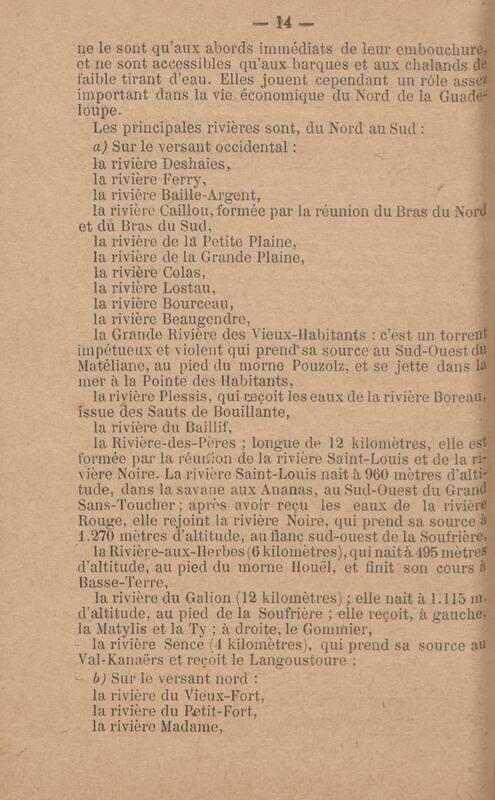 — 14 —
ne le sont qu'aux abords immédiats de leur embouchure,
et ne sont accessibles qu'aux barques et aux chalands de
faible tirant d'eau. Elles jouent cependant un rôle assez
important dans la vie économique du Nord de la Guade-
loupe.
Les principales rivières sont, du Nord au Sud :
a) Sur le versant occidental :
la rivière Deshaies,
la rivière Ferry,
la rivière Baille-Argent,
la rivière Caillou, formée par la réunion du Bras du Nord
et du Bras du Sud,
la rivière de la Petite Plaine,
la rivière de la Grande Plaine,
la rivière Colas,
la rivière Lostau,
la rivière Bourceau,
la rivière Beaugendre,
la Grande Rivière des Vieux-Habitants : c'est un torrent
impétueux et violent qui prend sa source au Sud-Ouest du
Matéliane, au pied du morne Pouzolz, et se jette dans la
mer à la Pointe des Habitants,
la rivière Plessis, qui reçoit les eaux de la rivière Boreau,
issue des Sauts de Bouillante,
la rivière du Baillif,
la Rivière-des-Pères ; longue de 12 kilomètres, elle est
formée par la réunion de la rivière Saint-Louis et de la ri-
vière Noire. La rivière Saint-Louis nait à 960 mètres d'alti-
tude, dans la savane aux Ananas, au Sud-Ouest du Grand
Sans-Toucher ; après avoir reçu les eaux de la rivière
Rouge, elle rejoint la rivière Noire, qui prend sa source à
1.270 mètres d'altitude, au flanc sud-ouest de la Soufrière,
la Rivière-aux-Herbes (6 kilomètres), qui nait à 495 mètres
d'altitude, au pied du morne Houël, et finit son cours à
Basse-Terre,
la rivière du Galion (12 kilomètres) ; elle nait à 1.115 m.
d'altitude, au pied de la Soufrière ; elle reçoit, à gauche,
la Matylis et la Ty ; à droite, le Gommier,
la rivière Sence (4 kilomètres), qui prend sa source au
Val-Kanaërs et reçoit le Langoustoure ;
b) Sur le versant nord :
la rivière du Vieux-Fort,
la rivière du Petit-Fort,
la rivière Madame,